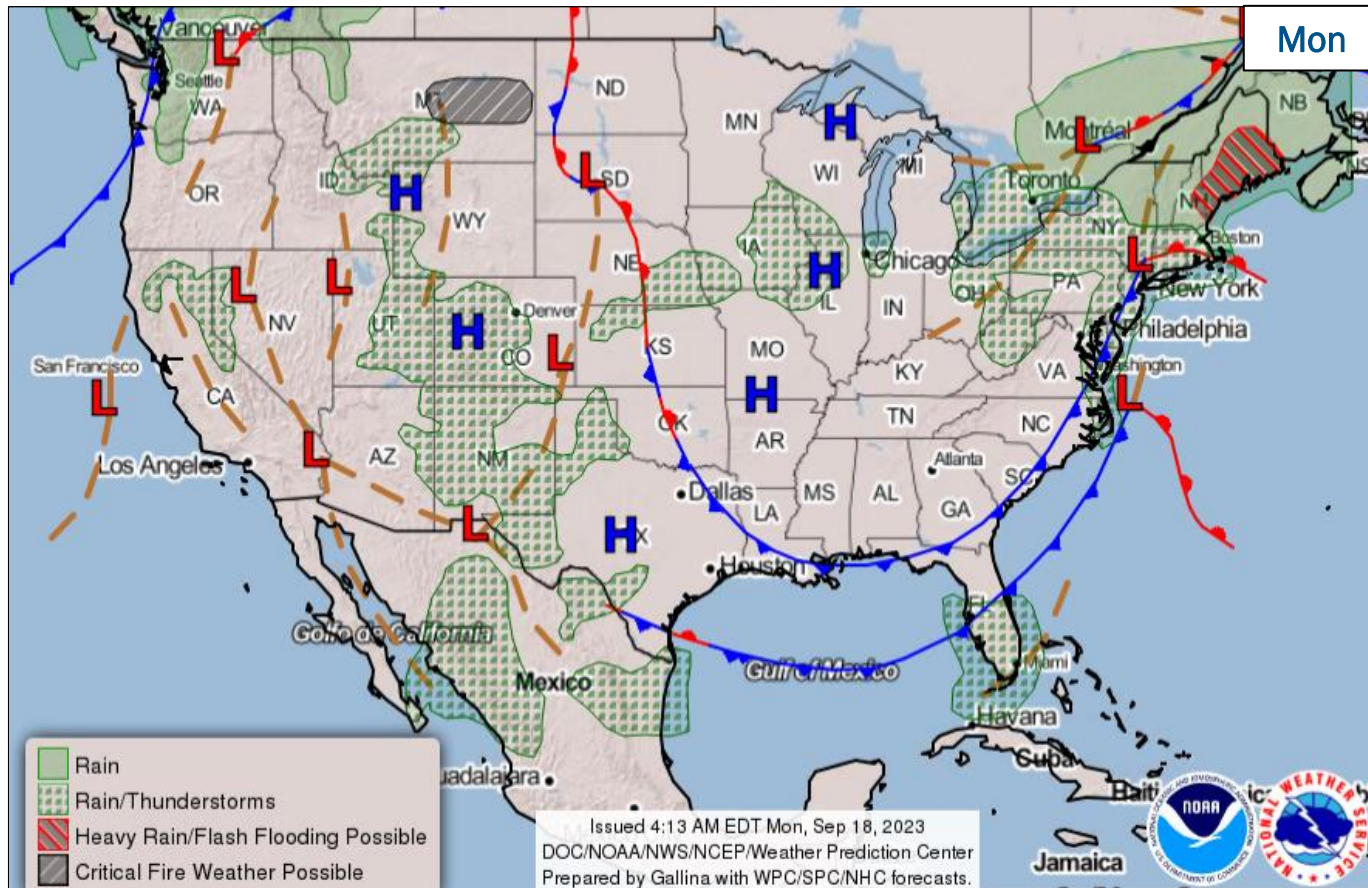 Mon
Vancouver
Seattle
WA
ND
MN
Montréal
NB
OR
ID
SD
WI
MI
Toronto
NY
NH
WY
IA
NE
Chicago
Boston
New York
NV
UT
Denver
CO
IL
IN
OH
PA
Philadelphia
San Francisco
CA
KS
MO
KY
VA
Washington
Los Angeles
AZ
NM
OK
AR
TN
NC
Atlanta
SC
Dallas
LA
MS
AL
GA
Houston
FL
Golfo de California
Mexico
Gulf of Mexico
Miami
Havana
Cuba
Jamaica
H
H
H
H
H
H
L
L
L
L
L
L
L
L
L
L
L
Rain
Rain/Thunderstorms
Heavy Rain/Flash Flooding Possible
Critical Fire Weather Possible
Issued 4:13 AM EDT Mon, Sep 18, 2023
DOC/NOAA/NWS/NCEP/Weather Prediction Center
Prepared by Gallina with WPC/SPC/NHC forecasts.
NOAA
NATIONAL WEATHER SERVICE